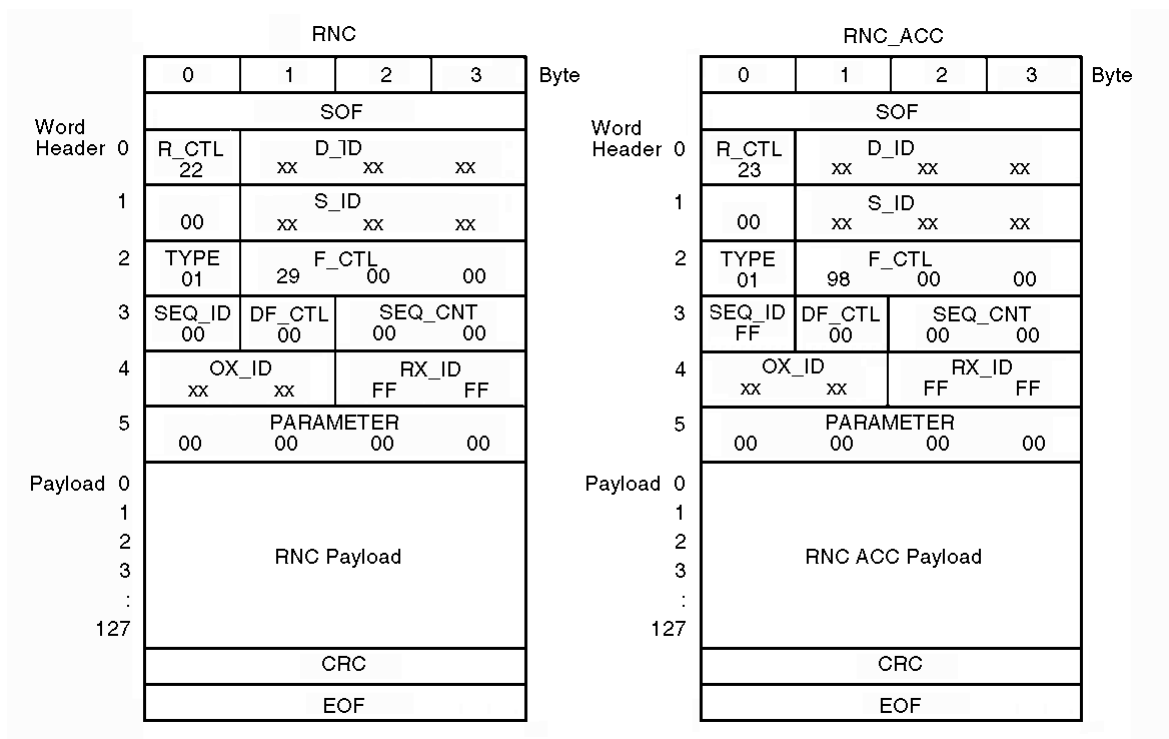 RNC
0 1 2 3 Byte
SOF
Word
Header 0 R_CTL D_ID
22 xx xx xx
1 S_ID
00 xx xx xx
2 TYPE F_CTL
01 29 00 00
3 SEQ_ID DF_CTL SEQ_CNT
00 00 00 00
4 OX_ID RX_ID
xx xx FF FF
5 PARAMETER
00 00 00 00
Payload 0
1
2
RNC Payload
3
:
127
CRC
EOF
RNC_ACC
0 1 2 3 Byte
SOF
Word
Header 0 R_CTL D_ID
23 xx xx xx
1 S_ID
00 xx xx xx
2 TYPE F_CTL
01 98 00 00
3 SEQ_ID DF_CTL SEQ_CNT
FF 00 00 00
4 OX_ID RX_ID
xx xx FF FF
5 PARAMETER
00 00 00 00
Payload 0
1
2
RNC ACC Payload
3
:
127
CRC
EOF